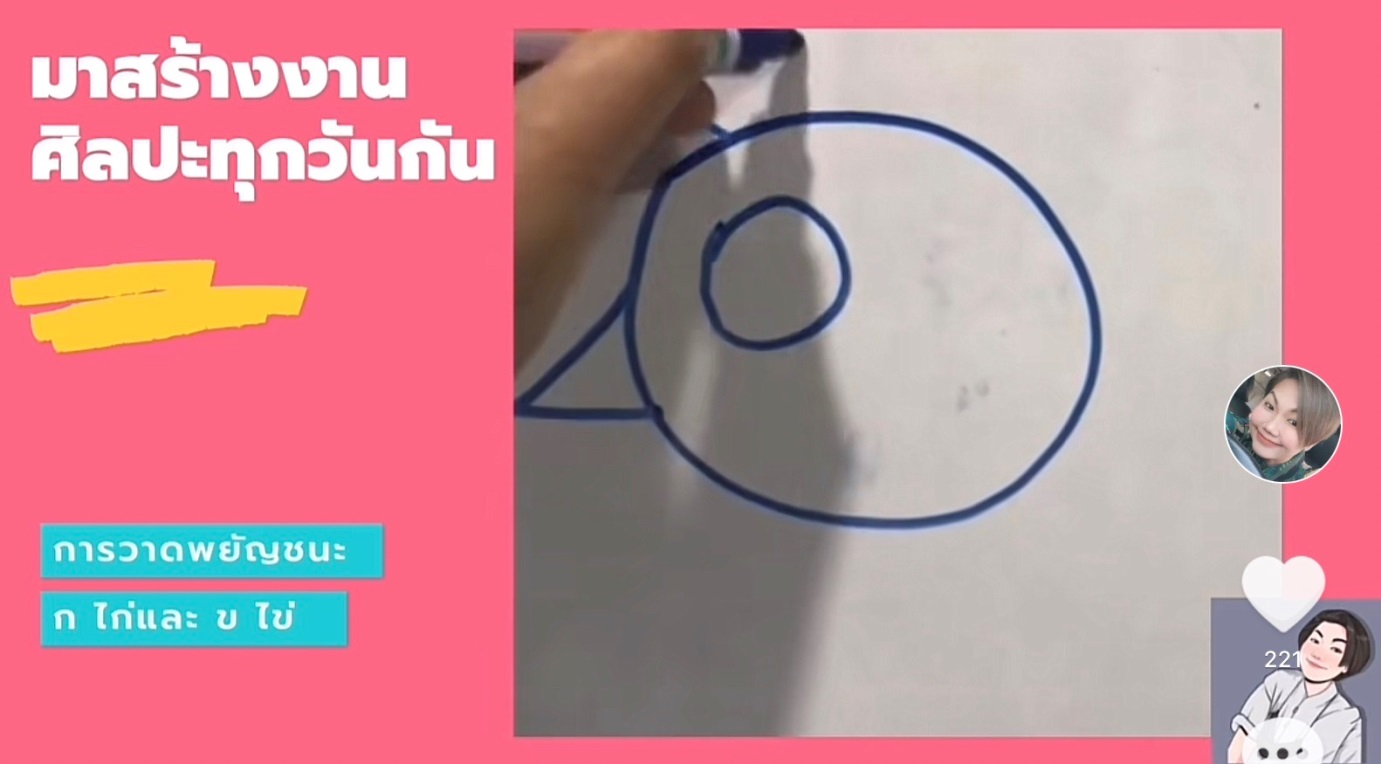 มาสร้างงาน
ศิลปะทุกวันกัน
การวาดพยัญชนะ
ก ไก่และ ข ไข่
221